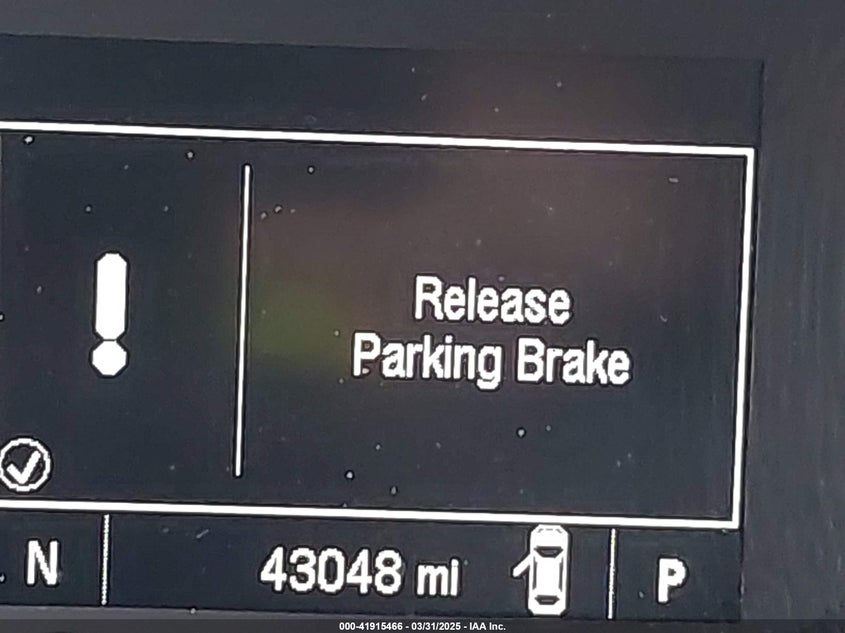 Release
Parking Brake
N
43048 mi
P
000-41915466 - 03/31/2025 - IAA Inc.